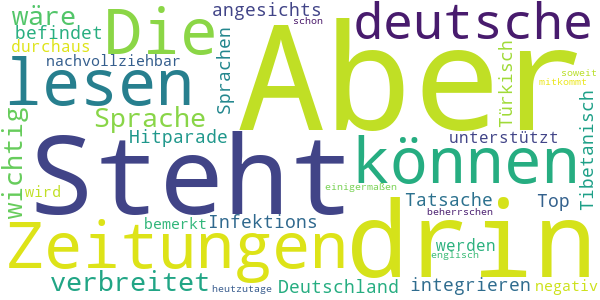 wäre
Die
angesichts
schon
deutsche
befindet
durchaus
nachvollziehbar
Aber
Sprachen
Türkisch
soweit
mitkommt
lesen
wichtig
Sprache
Hitparade
Steht
können
unterstützt
Tibetanisch
wird
einigermaßen
Tatsache
Top
beherrschen
Zeitungen
bemerkt
Infektions
drin
werden
englisch
verbreitet
heutzutage
Deutschland
integrieren
negativ